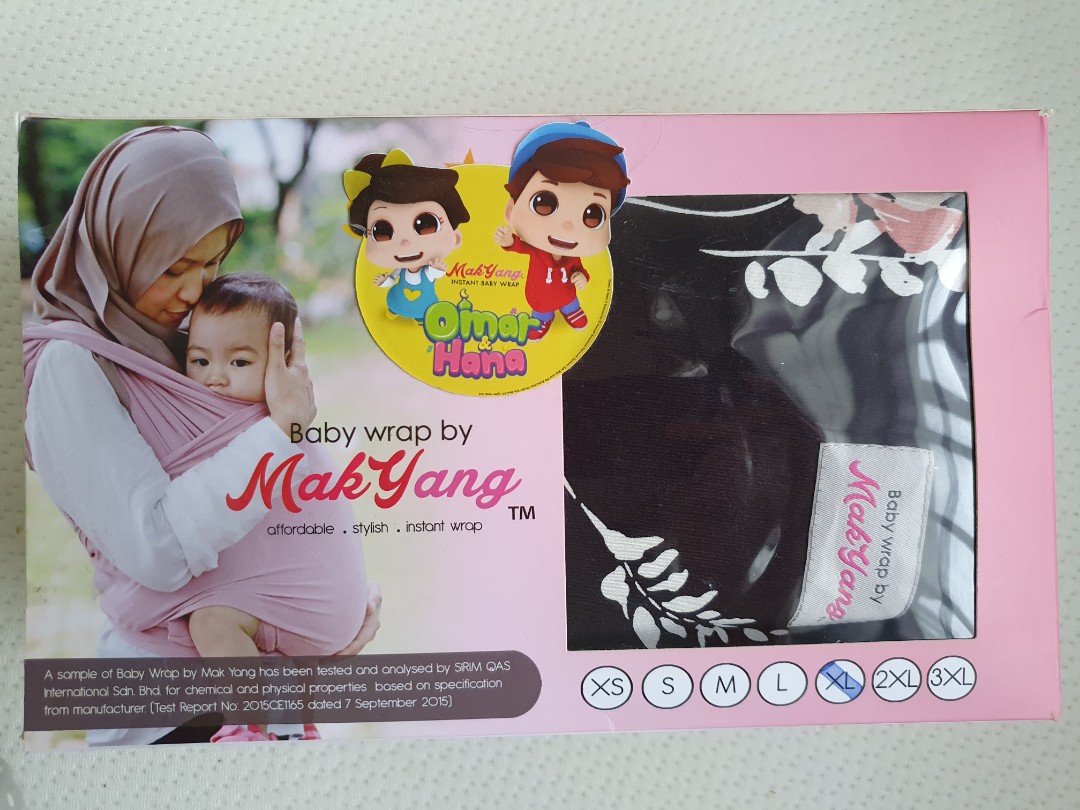 MakYang
INSTANT BABY WRAP
Omar
&
Hana
Baby wrap by
MakYang
TM
affordable . stylish . instant wrap
Baby wrap by
MakYang
A sample of Baby Wrap by Mak Yang has been tested and analysed by SIRIM QAS
International Sdn. Bhd. for chemical and physical properties based on specification
from manufacturer. (Test Report No: 2015CE1165 dated 7 September 2015)
XS S M L XL 2XL 3XL